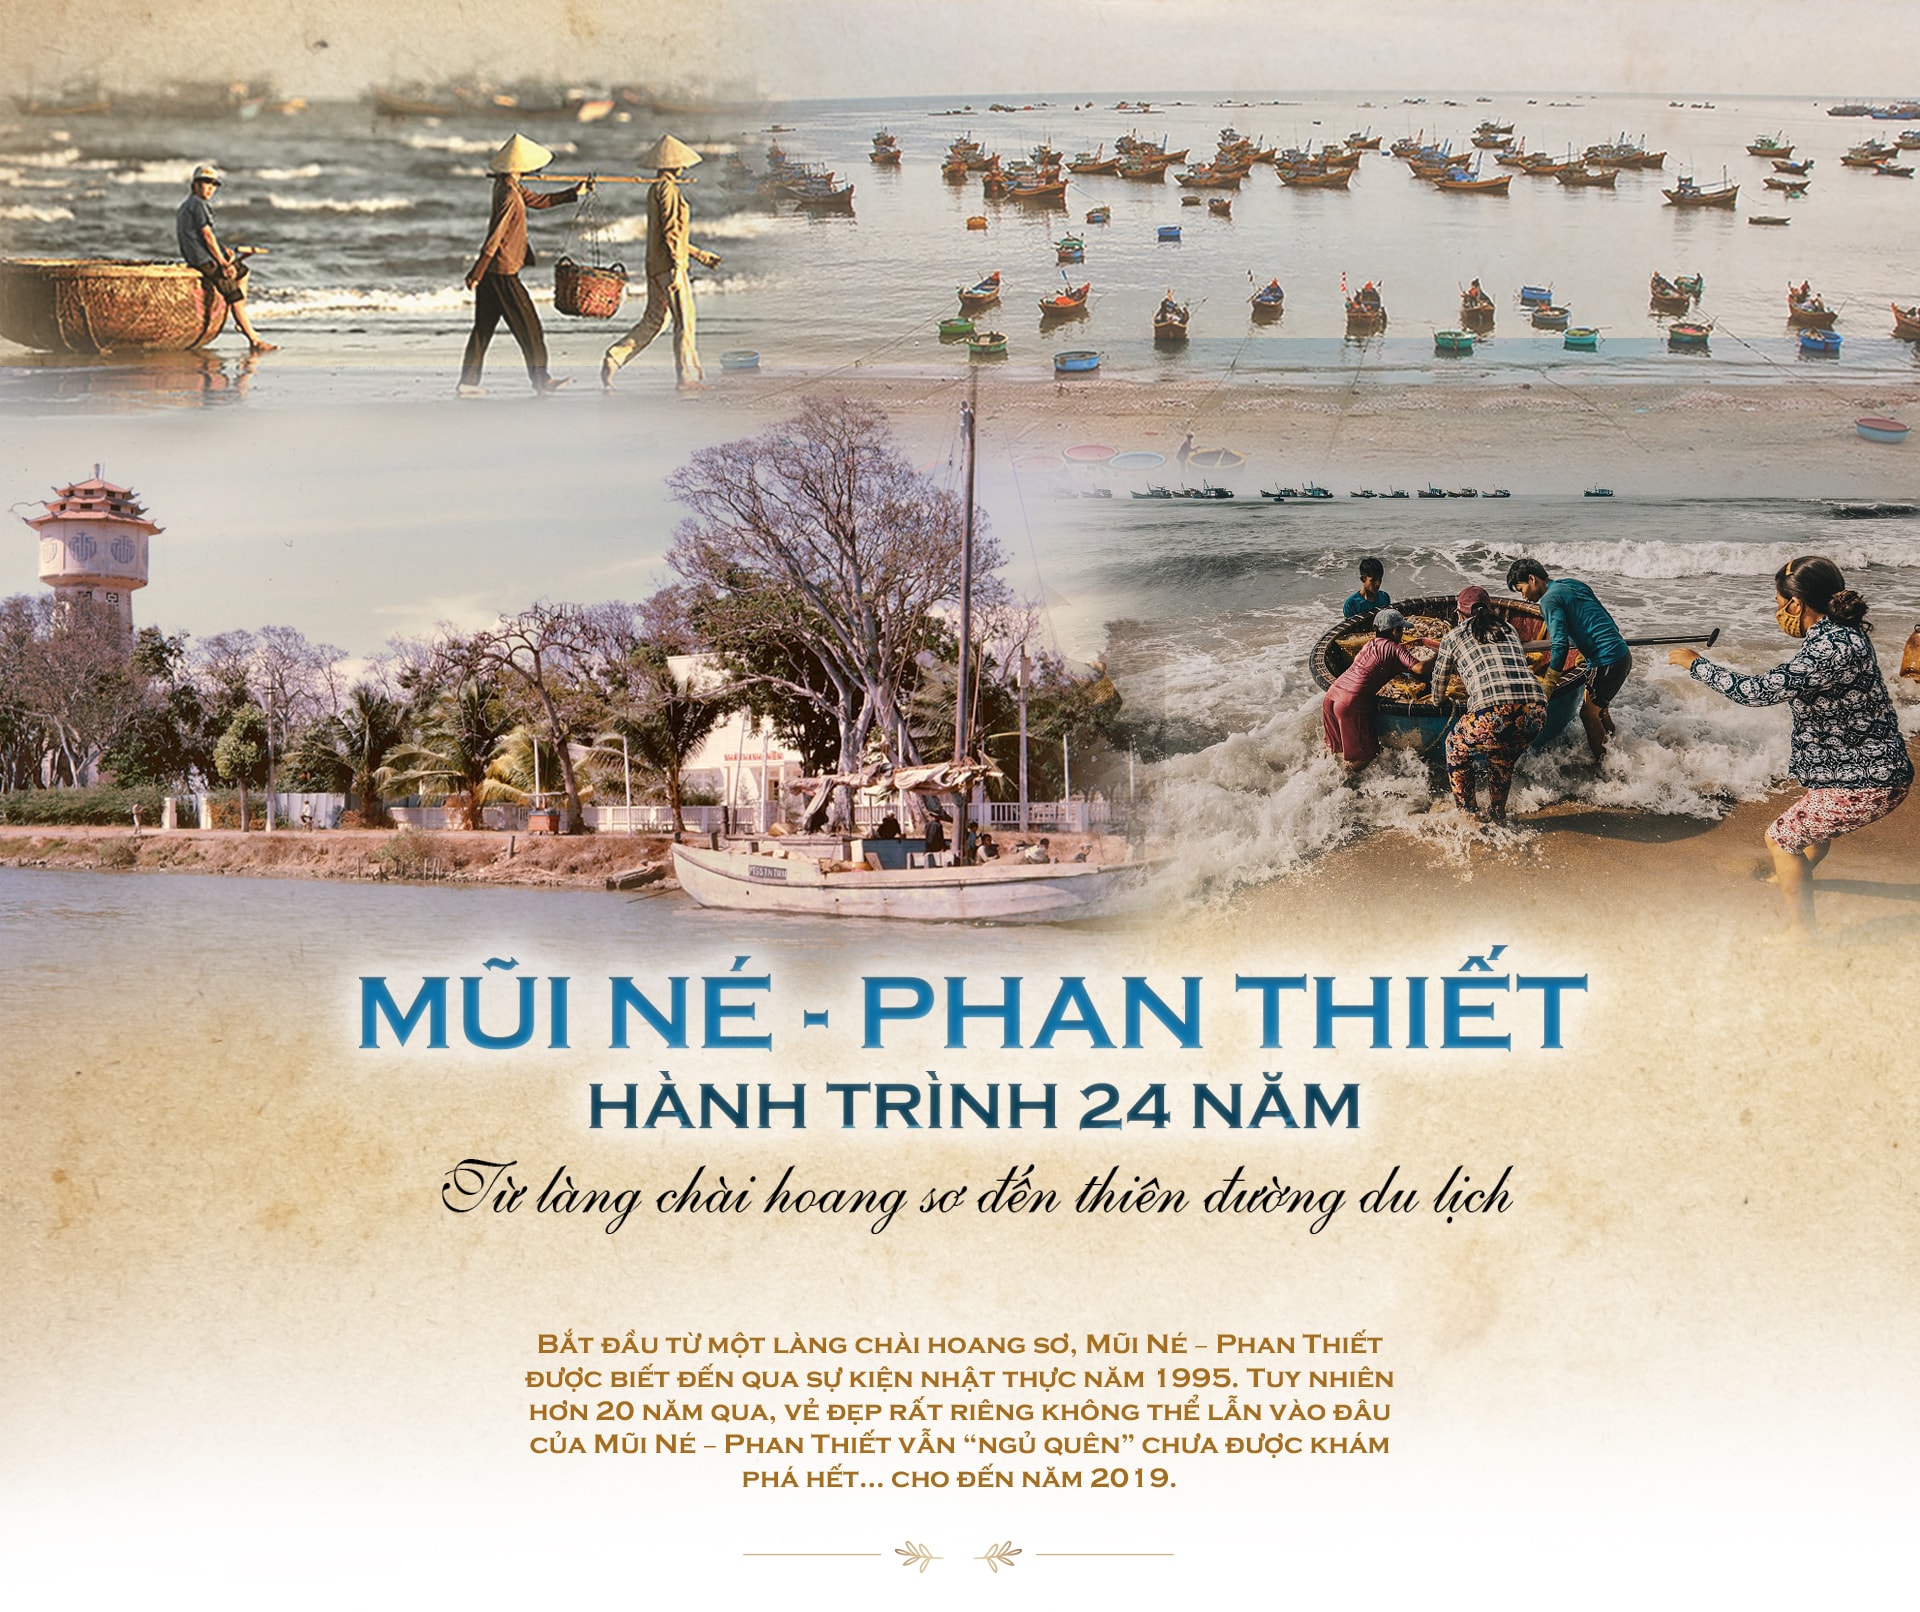 MŨI NÉ - PHAN THIẾT
HÀNH TRÌNH 24 NĂM
Từ làng chài hoang sơ đến thiên đường du lịch
BẮT ĐẦU TỪ MỘT LÀNG CHÀI HOANG SƠ, MŨI NÉ – PHAN THIẾT
ĐƯỢC BIẾT ĐẾN QUA SỰ KIỆN NHẬT THỰC NĂM 1995. TUY NHIÊN
HƠN 20 NĂM QUA, VẺ ĐẸP RẤT RIÊNG KHÔNG THỂ LẪN VÀO ĐÂU
CỦA MŨI NÉ – PHAN THIẾT VẪN “NGỦ QUÊN” CHƯA ĐƯỢC KHÁM
PHÁ HẾT... CHO ĐẾN NĂM 2019.